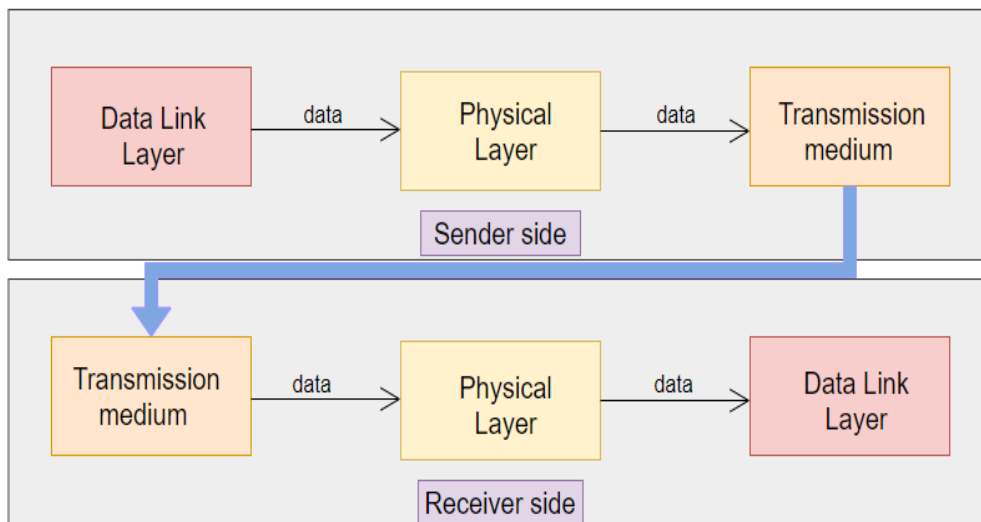 Data Link
Layer
data
Physical
Layer
data
Transmission
medium
Sender side
Transmission
medium
data
Physical
Layer
data
Data Link
Layer
Receiver side